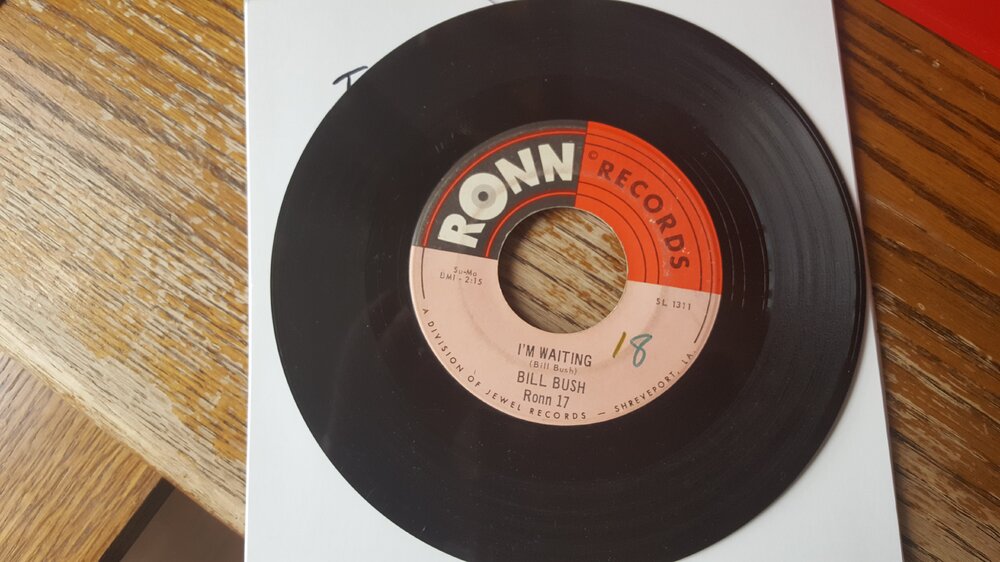 RONN
©RECORDS
Su-Mo
BMI - 2:15
SL 1311
18
I'M WAITING
(Bill Bush)
BILL BUSH
Ronn 17
A DIVISION OF JEWEL RECORDS — SHREVEPORT, LA.